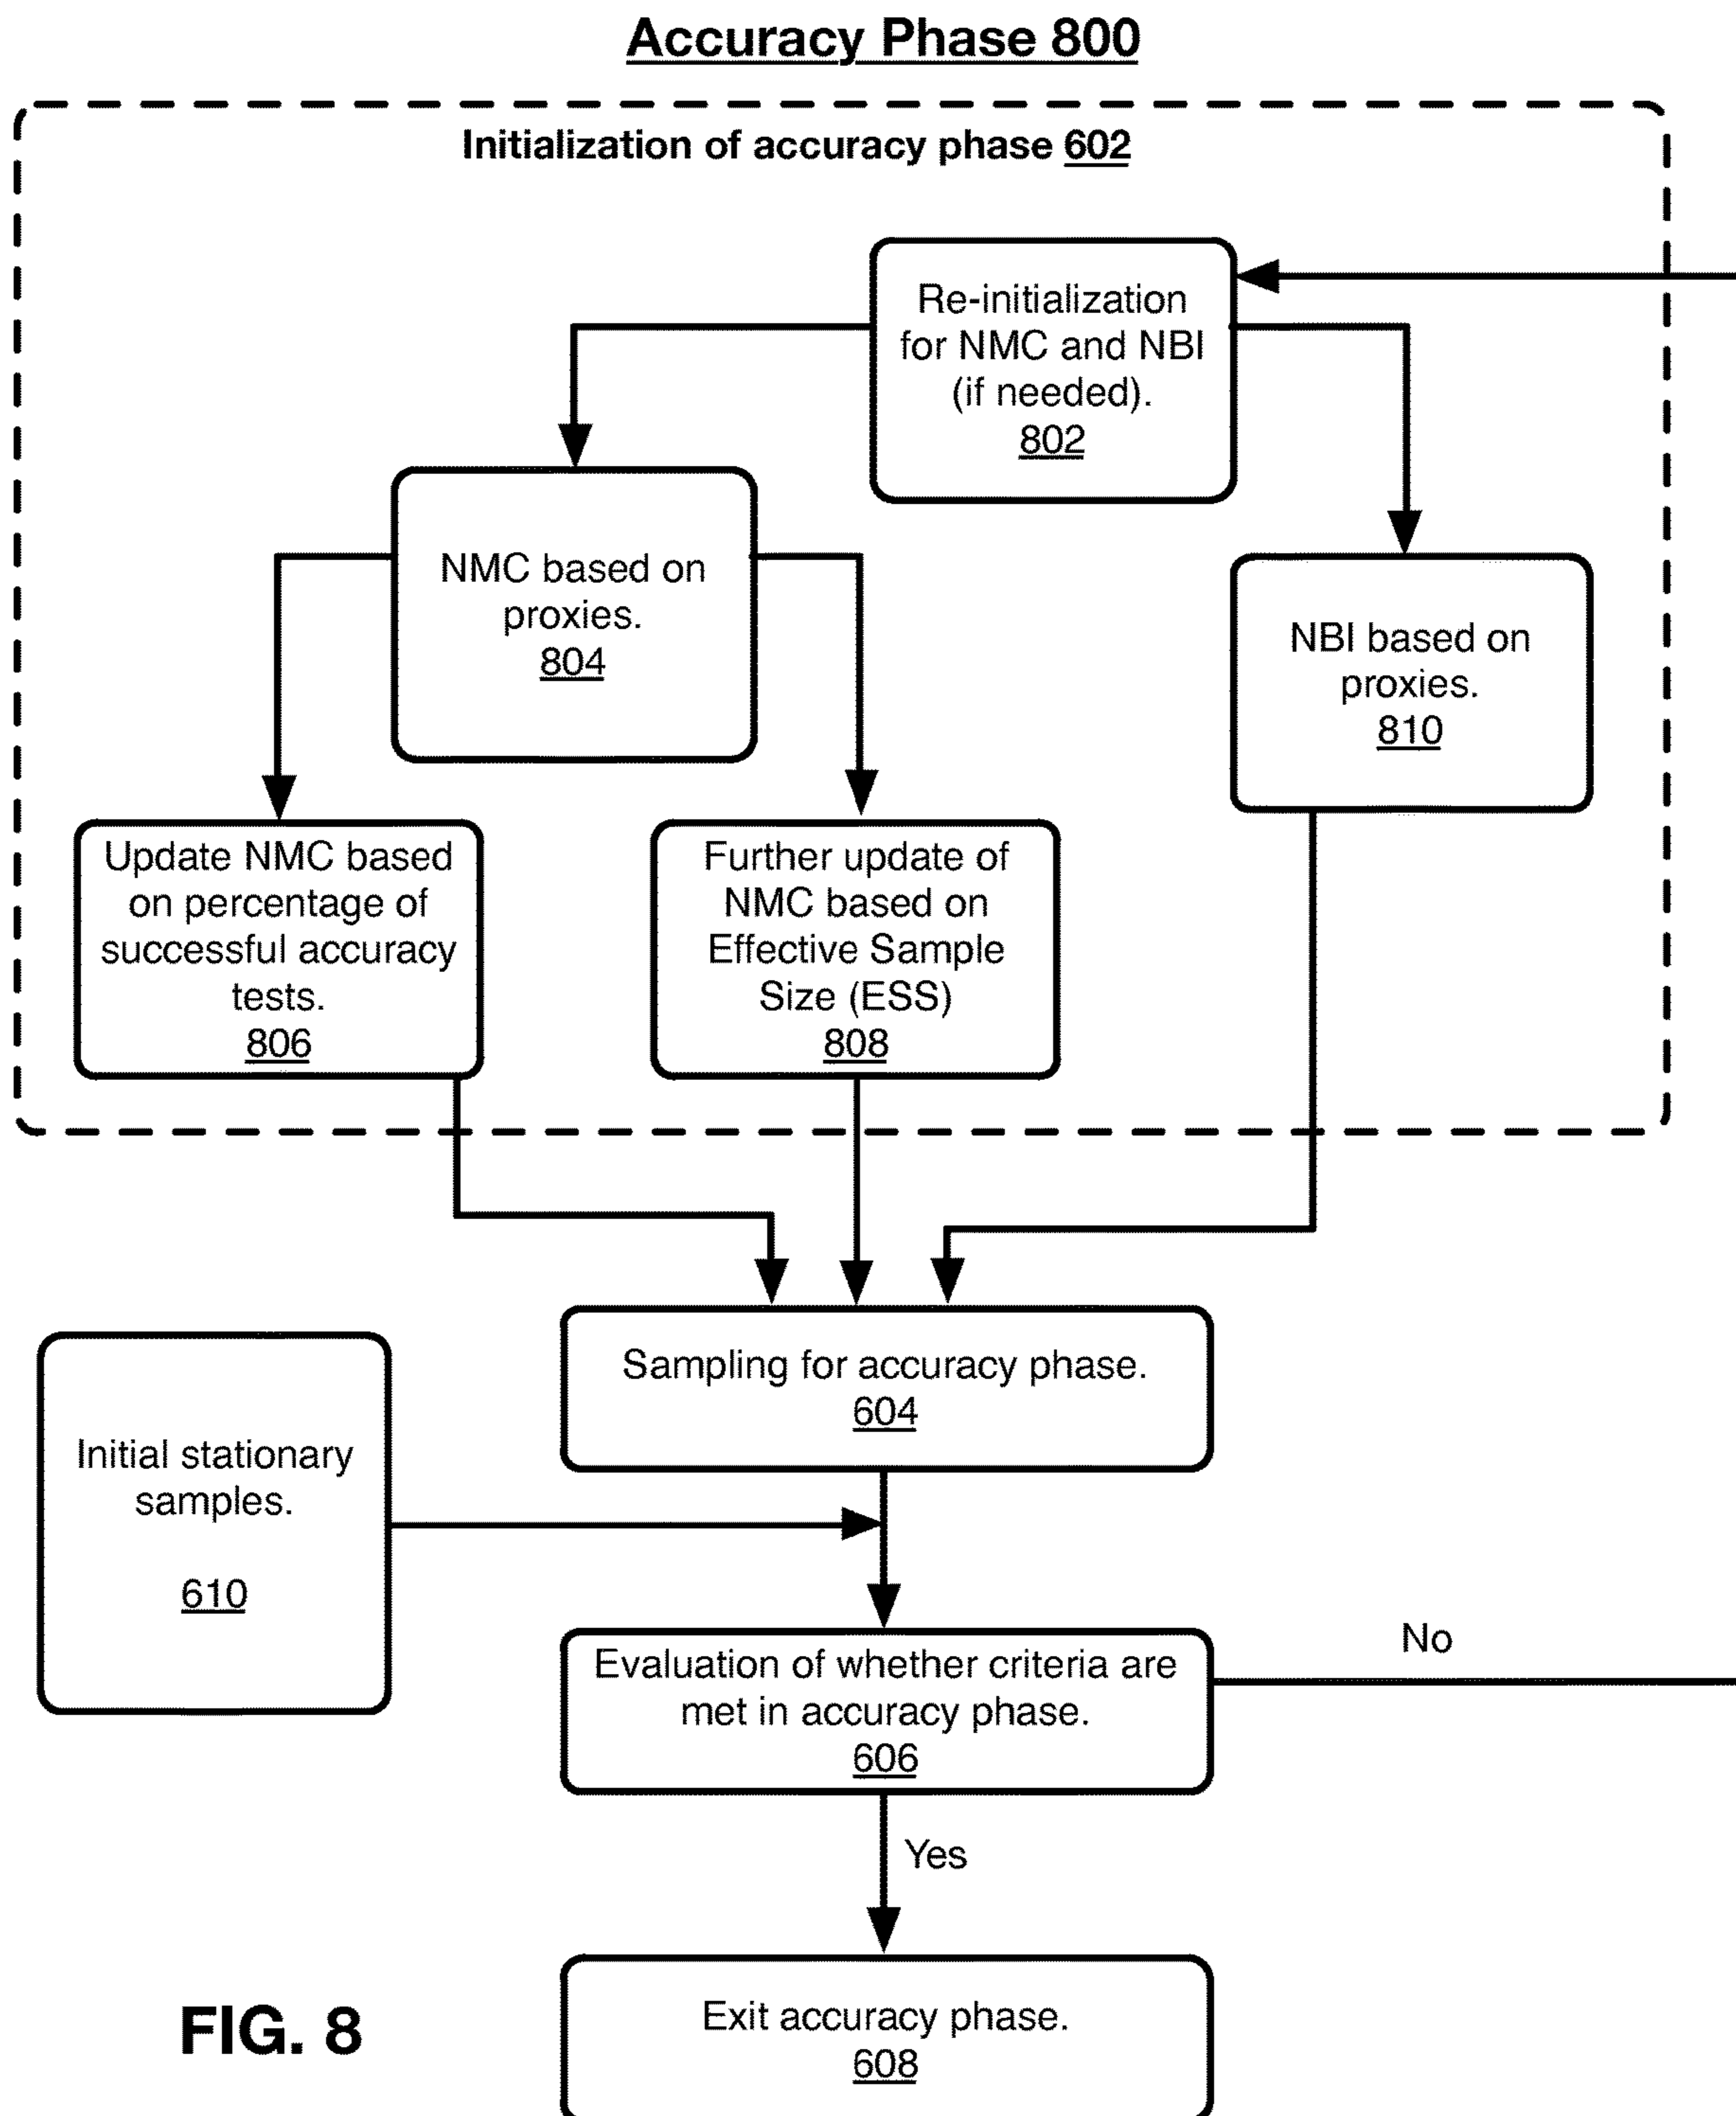 Accuracy Phase 800
Initialization of accuracy phase 602
Re-initialization
for NMC and NBI
(if needed).
802
NMC based on
proxies.
804
NBI based on
proxies.
810
Update NMC based
on percentage of
successful accuracy
tests.
806
Further update of
NMC based on
Effective Sample
Size (ESS)
808
Sampling for accuracy phase.
604
Initial stationary
samples.
610
Evaluation of whether criteria are
met in accuracy phase.
606
No
Yes
Exit accuracy phase.
608
FIG. 8